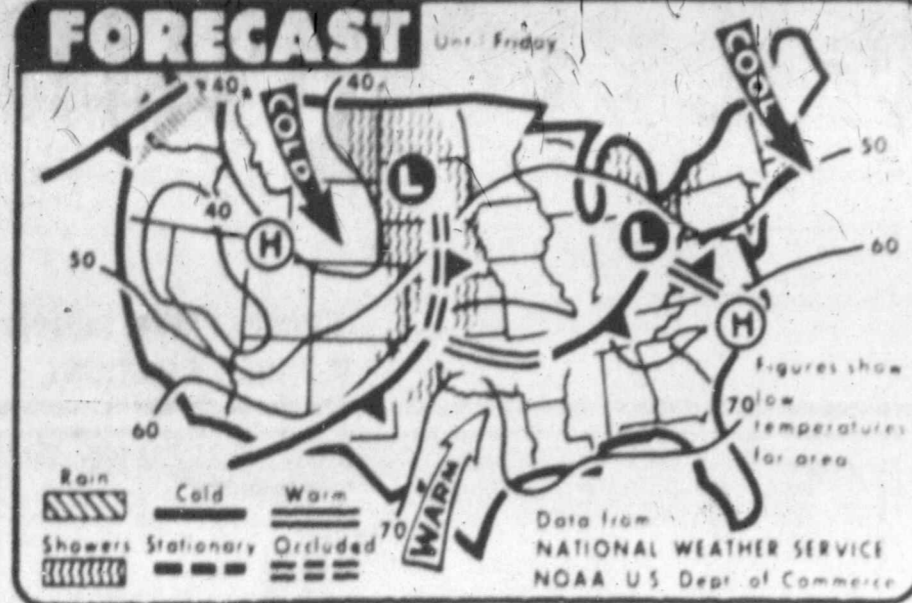 FORECAST
Until Friday
40
40
COLD
COOL
50
L
40
H
L
50
60
H
Figures show
70 low
temperatures
for area
60
Rain
Cold
Warm
70
WARM
Showers
Stationary
Occluded
Data from
NATIONAL WEATHER SERVICE
NOAA U.S. Dept. of Commerce